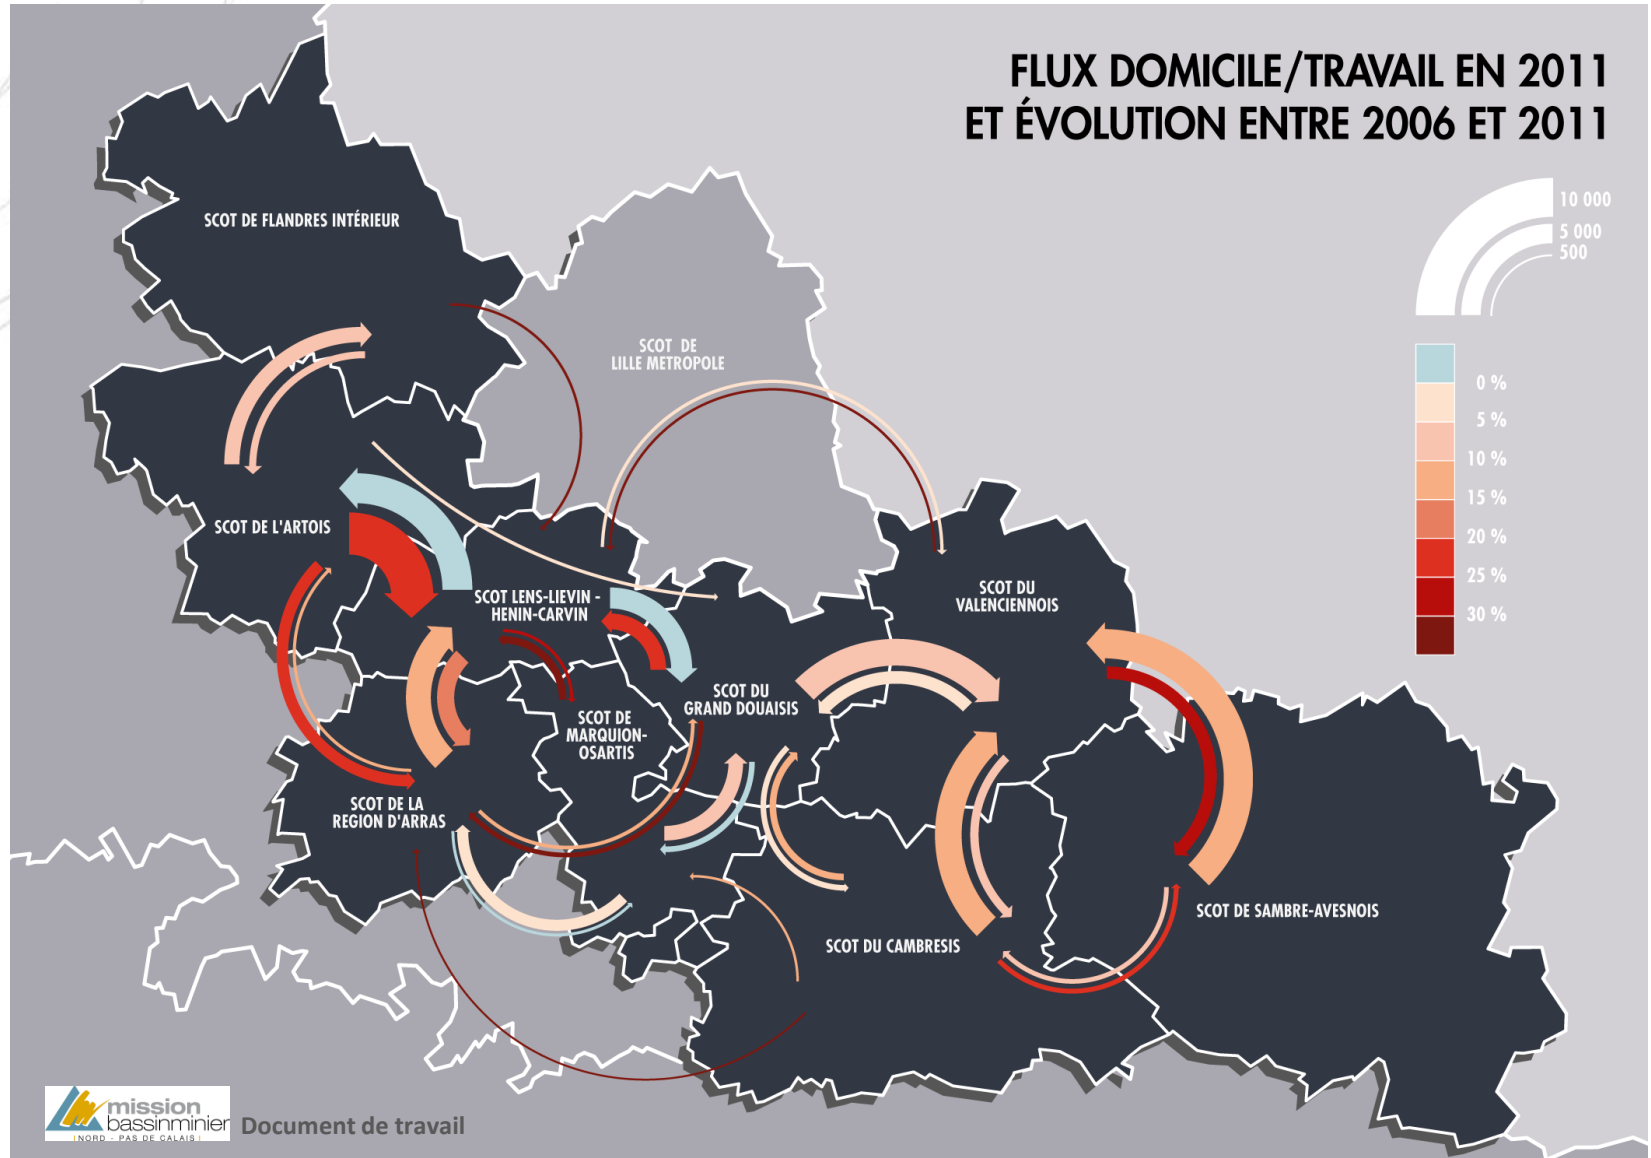 FLUX DOMICILE/TRAVAIL EN 2011
ET ÉVOLUTION ENTRE 2006 ET 2011
10 000
5 000
500
0 %
5 %
10 %
15 %
20 %
25 %
30 %
SCOT DE FLANDRES INTÉRIEUR
SCOT DE
LILLE METROPOLE
SCOT DE L'ARTOIS
SCOT LENS-LIEVIN -
HENIN-CARVIN
SCOT DU
VALENCIENNOIS
SCOT DU
GRAND DOUAISIS
SCOT DE
MARQUION-
OSARTIS
SCOT DE LA
REGION D'ARRAS
SCOT DE SAMBRE-AVESNOIS
SCOT DU CAMBRESIS
mission
bassinminier
NORD - PAS DE CALAIS
Document de travail